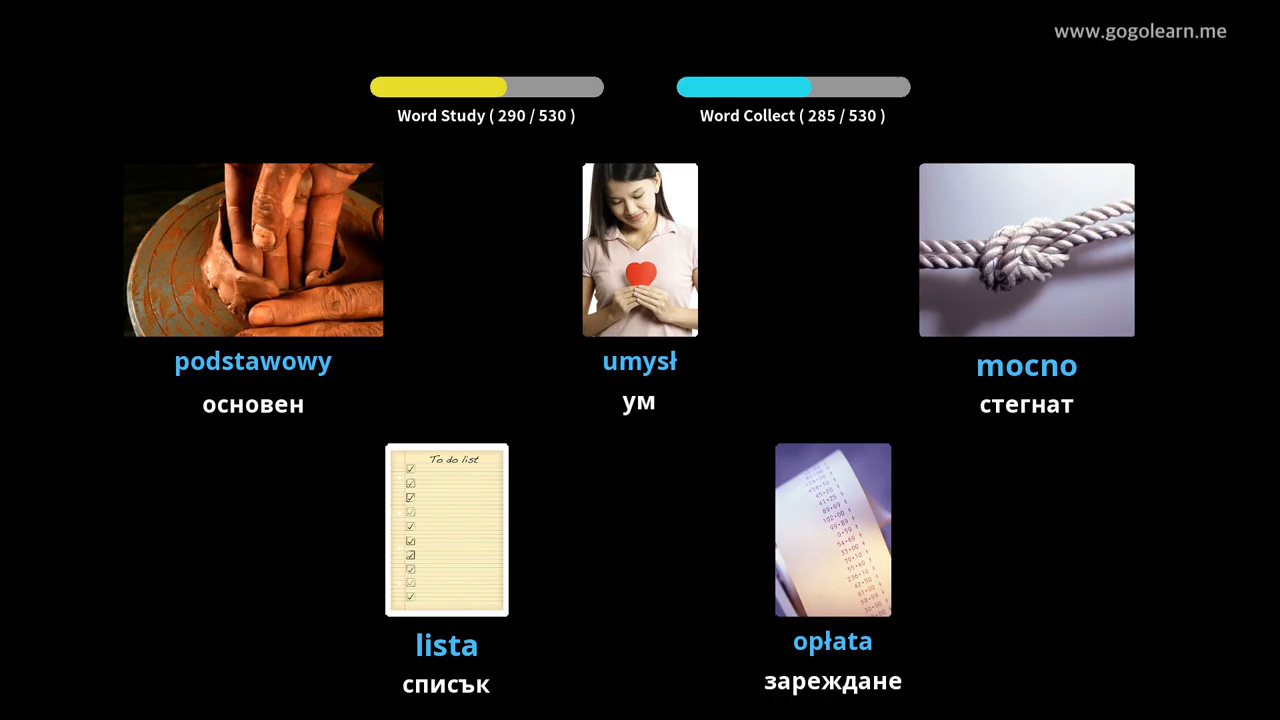 www.gogolearn.me
Word Study ( 290 / 530 )
Word Collect ( 285 / 530 )
podstawowy
основен
umysł
ум
mocno
стегнат
To do list
lista
списък
opłata
зареждане